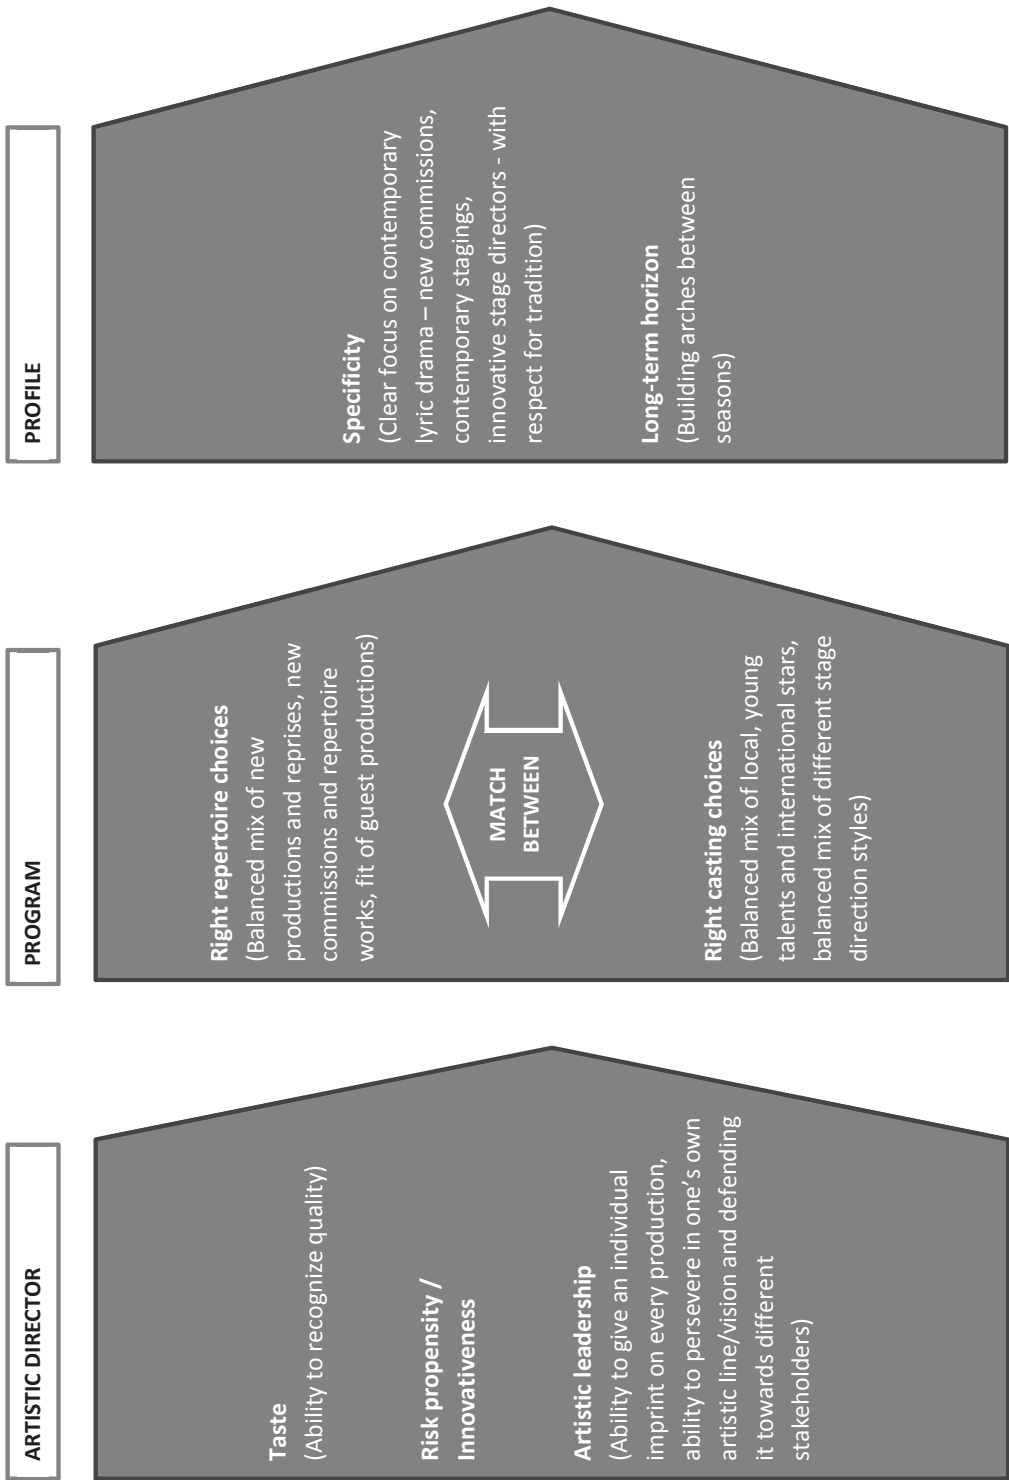 ARTISTIC DIRECTOR
Taste
(Ability to recognize quality)
Risk propensity /
Innovativeness
Artistic leadership
(Ability to give an individual
imprint on every production,
ability to persevere in one’s own
artistic line/vision and defending
it towards different
stakeholders)
PROGRAM
Right repertoire choices
(Balanced mix of new
productions and reprises, new
commissions and repertoire
works, fit of guest productions)
MATCH
BETWEEN
Right casting choices
(Balanced mix of local, young
talents and international stars,
balanced mix of different stage
direction styles)
PROFILE
Specificity
(Clear focus on contemporary
lyric drama – new commissions,
contemporary stagings,
innovative stage directors - with
respect for tradition)
Long-term horizon
(Building arches between
seasons)